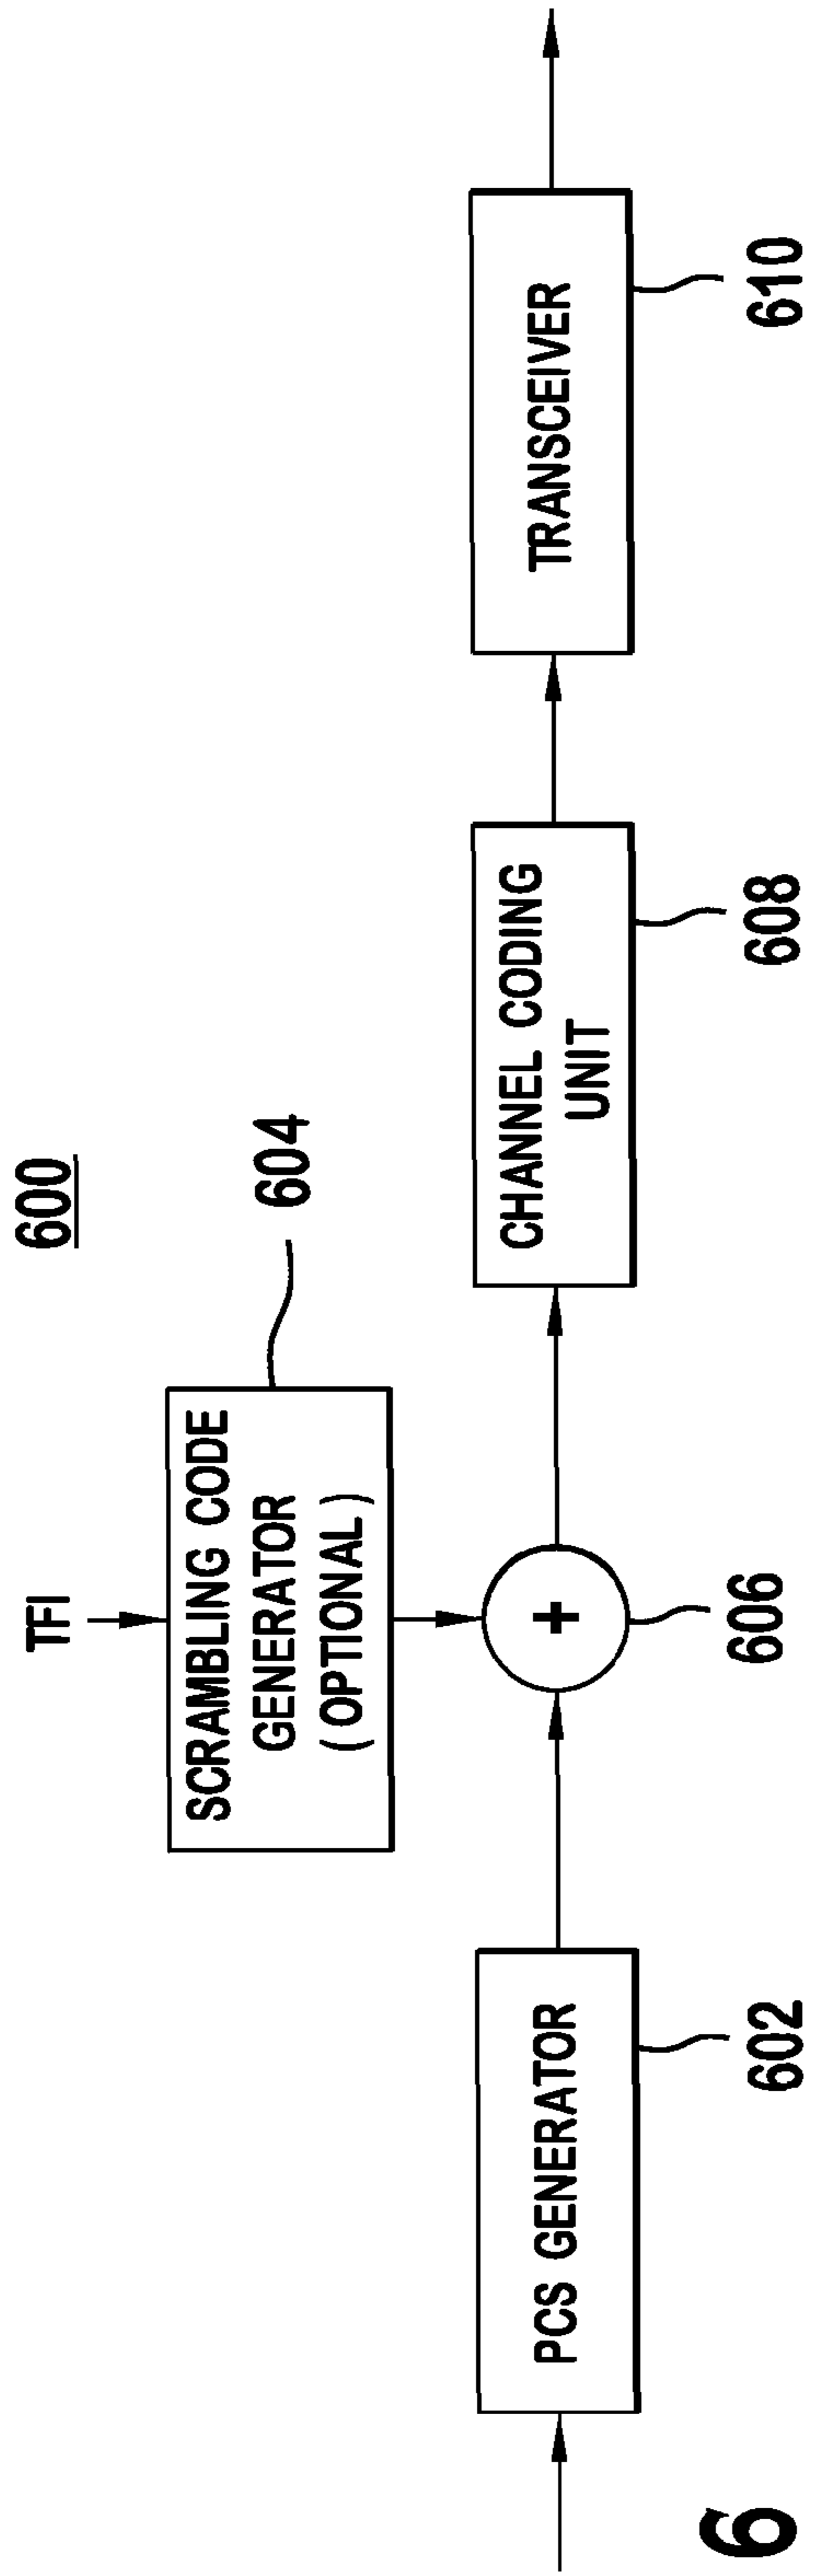 600
TFI
SCRAMBLING CODE
GENERATOR
(OPTIONAL)
604
PCS GENERATOR
602
+
606
CHANNEL CODING
UNIT
608
TRANSCEIVER
610
6